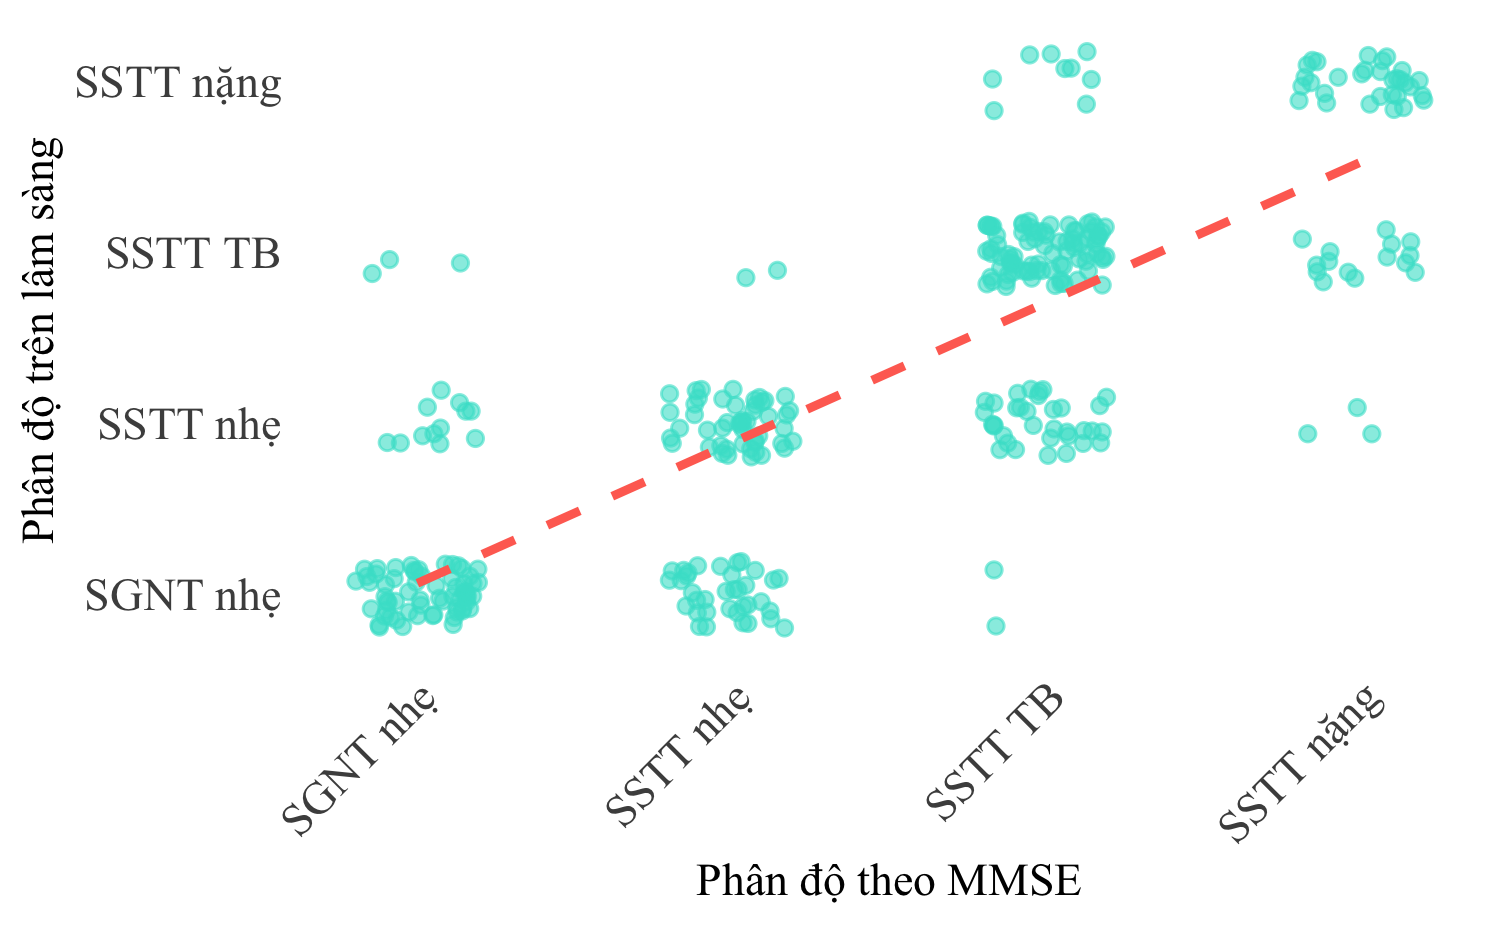 Phân độ trên lâm sàng
SSTT nặng
SSTT TB
SSTT nhẹ
SGNT nhẹ
SGNT nhẹ
SSTT nhẹ
SSTT TB
SSTT nặng
Phân độ theo MMSE